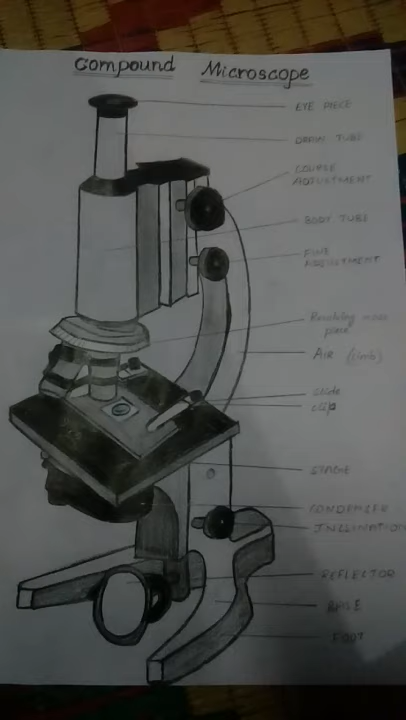 Compound Microscope
EYE PIECE
DRAW TUBE
COURSE
ADJUSTMENT
BODY TUBE
FINE
ADJUSTMENT
Revolving nose
piece
(limb)
slide
clip
STAGE
CONDENSER
INCLINATION
REFLECTOR
BASE
FOOT